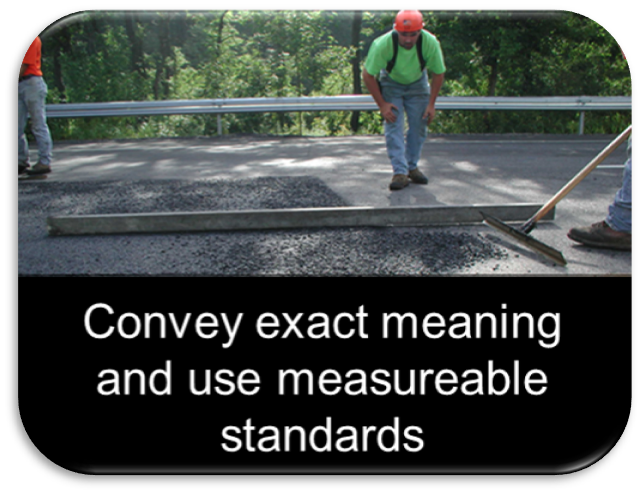 Convey exact meaning
and use measureable
standards